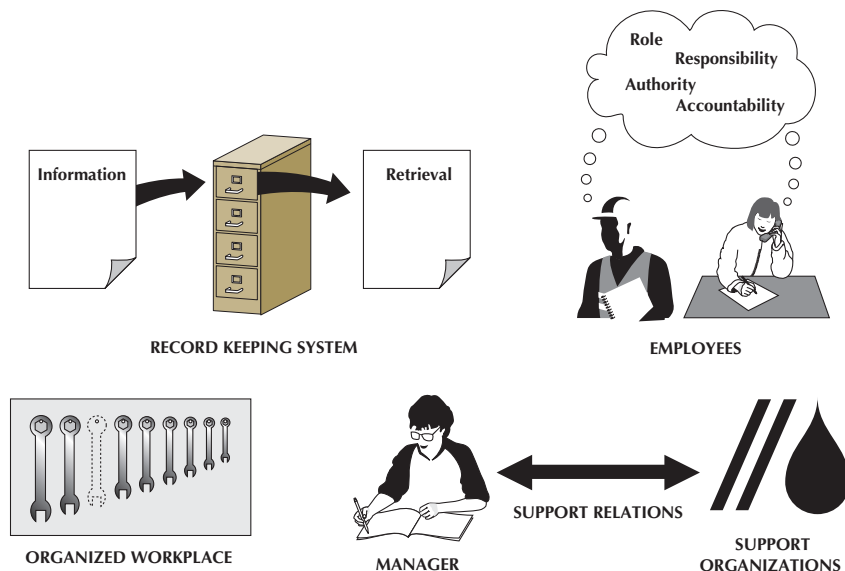 Role
Responsibility
Authority
Accountability
Information
Retrieval
RECORD KEEPING SYSTEM
EMPLOYEES
SUPPORT RELATIONS
ORGANIZED WORKPLACE
MANAGER
SUPPORT
ORGANIZATIONS